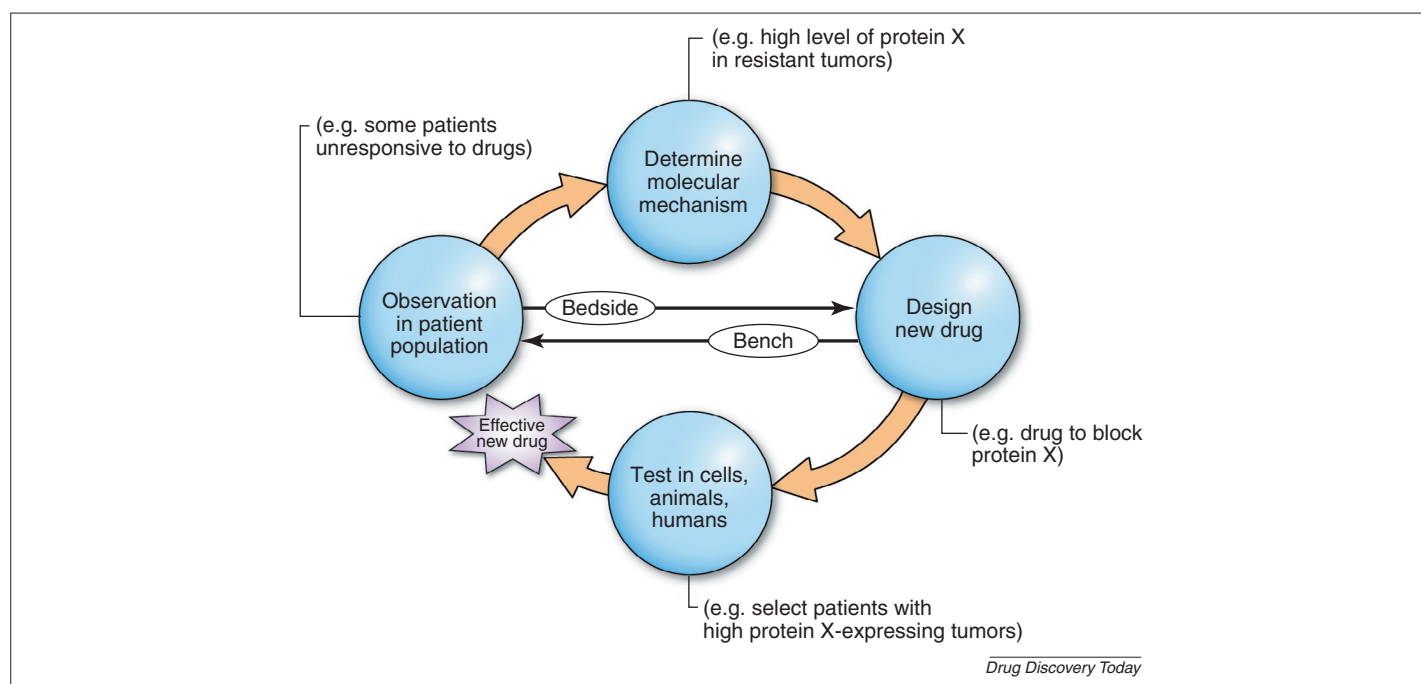 (e.g. high level of protein X
in resistant tumors)
(e.g. some patients
unresponsive to drugs)
Determine
molecular
mechanism
Observation
in patient
population
Bedside
Bench
Design
new drug
Effective
new drug
(e.g. drug to block
protein X)
Test in cells,
animals,
humans
(e.g. select patients with
high protein X-expressing tumors)
Drug Discovery Today